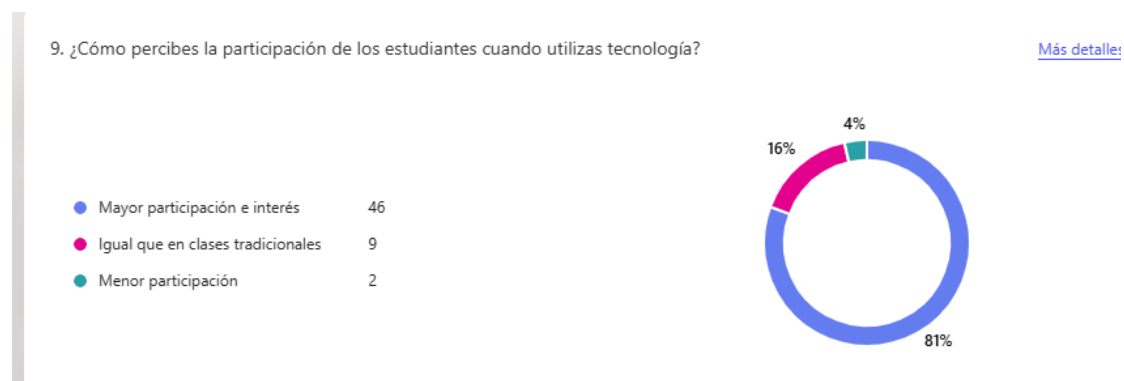 9. ¿Cómo percibes la participación de los estudiantes cuando utilizas tecnología?
Más detalles
4%
16%
Mayor participación e interés 46
Igual que en clases tradicionales 9
Menor participación 2
81%